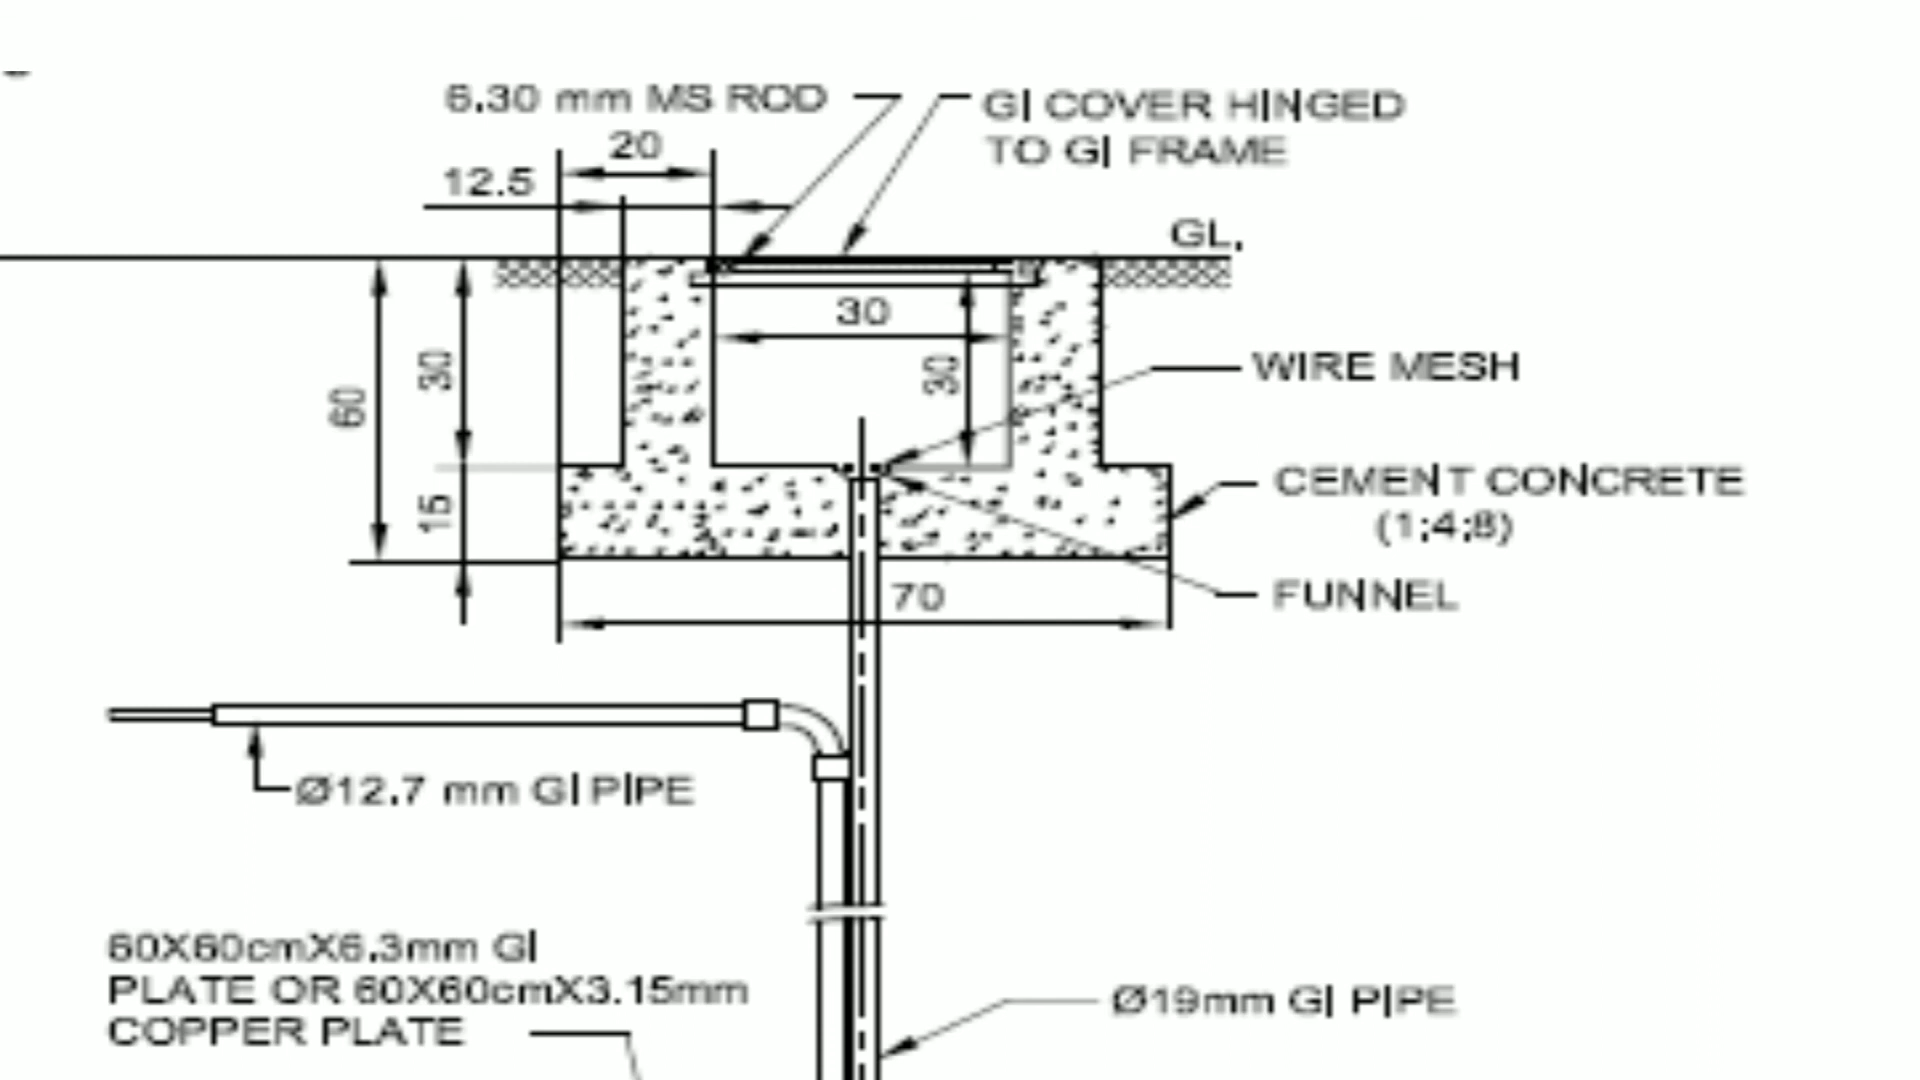 6.30 mm MS ROD
GI COVER HINGED
TO GI FRAME
20
12.5
GL.
30
30
60
30
WIRE MESH
15
CEMENT CONCRETE
(1:4:8)
70
FUNNEL
Ø12.7 mm GI PIPE
60X60cmX6.3mm GI
PLATE OR 60X60cmX3.15mm
COPPER PLATE
Ø19mm GI PIPE